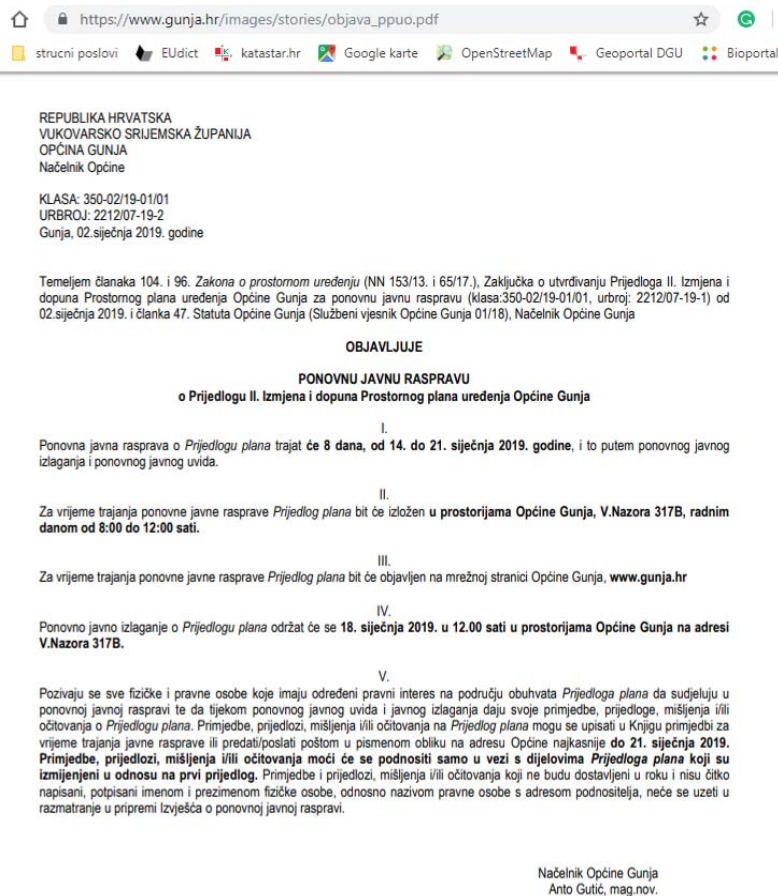 https://www.gunja.hr/images/stories/objava_ppuo.pdf
strucni poslovi EUdict katastar.hr Google karte OpenStreetMap Geoportal DGU Bioportal
REPUBLIKA HRVATSKA
VUKOVARSKO SRIJEMSKA ŽUPANIJA
OPĆINA GUNJA
Načelnik Općine
KLASA: 350-02/19-01/01
URBROJ: 2212/07-19-2
Gunja, 02.siječnja 2019. godine
Temeljem članaka 104. i 96. Zakona o prostornom uređenju (NN 153/13. i 65/17.), Zaključka o utvrđivanju Prijedloga II. Izmjena i
dopuna Prostornog plana uređenja Općine Gunja za ponovnu javnu raspravu (klasa:350-02/19-01/01, urbroj: 2212/07-19-1) od
02.siječnja 2019. i članka 47. Statuta Općine Gunja (Službeni vjesnik Općine Gunja 01/18), Načelnik Općine Gunja
OBJAVLJUJE
PONOVNU JAVNU RASPRAVU
o Prijedlogu II. Izmjena i dopuna Prostornog plana uređenja Općine Gunja
I.
Ponovna javna rasprava o Prijedlogu plana trajat će 8 dana, od 14. do 21. siječnja 2019. godine, i to putem ponovnog javnog
izlaganja i ponovnog javnog uvida.
II.
Za vrijeme trajanja ponovne javne rasprave Prijedlog plana bit će izložen u prostorijama Općine Gunja, V.Nazora 317B, radnim
danom od 8:00 do 12:00 sati.
III.
Za vrijeme trajanja ponovne javne rasprave Prijedlog plana bit će objavljen na mrežnoj stranici Općine Gunja, www.gunja.hr
IV.
Ponovno javno izlaganje o Prijedlogu plana održat će se 18. siječnja 2019. u 12.00 sati u prostorijama Općine Gunja na adresi
V.Nazora 317B.
V.
Pozivaju se sve fizičke i pravne osobe koje imaju određeni pravni interes na području obuhvata Prijedloga plana da sudjeluju u
ponovnoj javnoj raspravi te da tijekom ponovnog javnog uvida i javnog izlaganja daju svoje primjedbe, prijedloge, mišljenja i/ili
očitovanja o Prijedlogu plana. Primjedbe, prijedlozi, mišljenja i/ili očitovanja na Prijedlog plana mogu se upisati u Knjigu primjedbi za
vrijeme trajanja javne rasprave ili predati/poslati poštom u pismenom obliku na adresu Općine najkasnije do 21. siječnja 2019.
Primjedbe, prijedlozi, mišljenja i/ili očitovanja moći će se podnositi samo u vezi s dijelovima Prijedloga plana koji su
izmijenjeni u odnosu na prvi prijedlog. Primjedbe i prijedlozi, mišljenja i/ili očitovanja koji ne budu dostavljeni u roku i nisu čitko
napisani, potpisani imenom i prezimenom fizičke osobe, odnosno nazivom pravne osobe s adresom podnositelja, neće se uzeti u
razmatranje u pripremi Izvješća o ponovnoj javnoj raspravi.
Načelnik Općine Gunja
Anto Gutić, mag.nov.